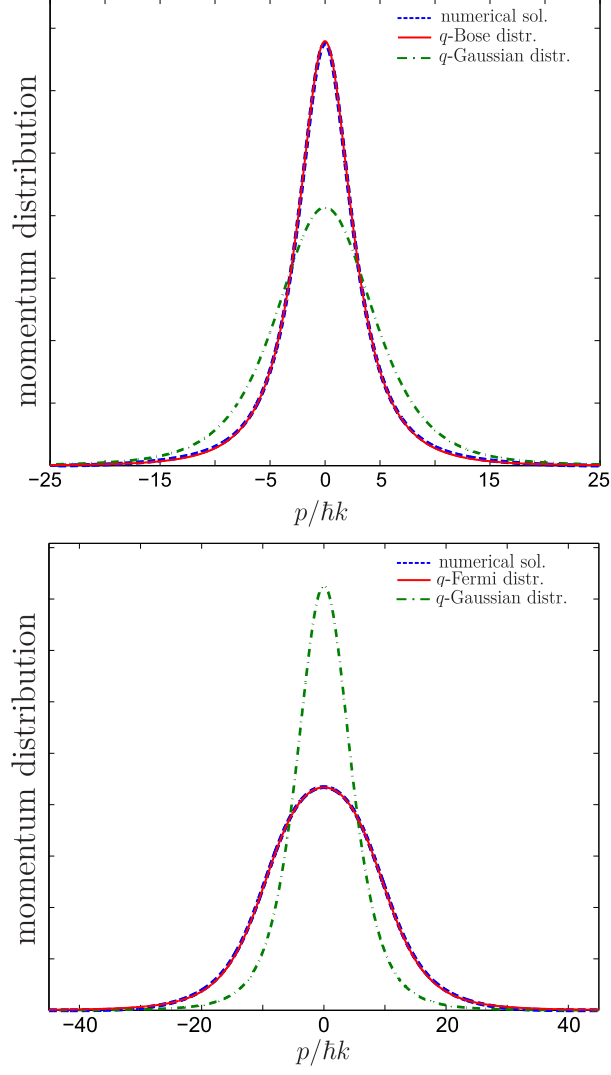 numerical sol.
q-Bose distr.
q-Gaussian distr.
momentum distribution
−25 −15 −5 0 5 15 25
p/ℏk
numerical sol.
q-Fermi distr.
q-Gaussian distr.
momentum distribution
−40 −20 0 20 40
p/ℏk